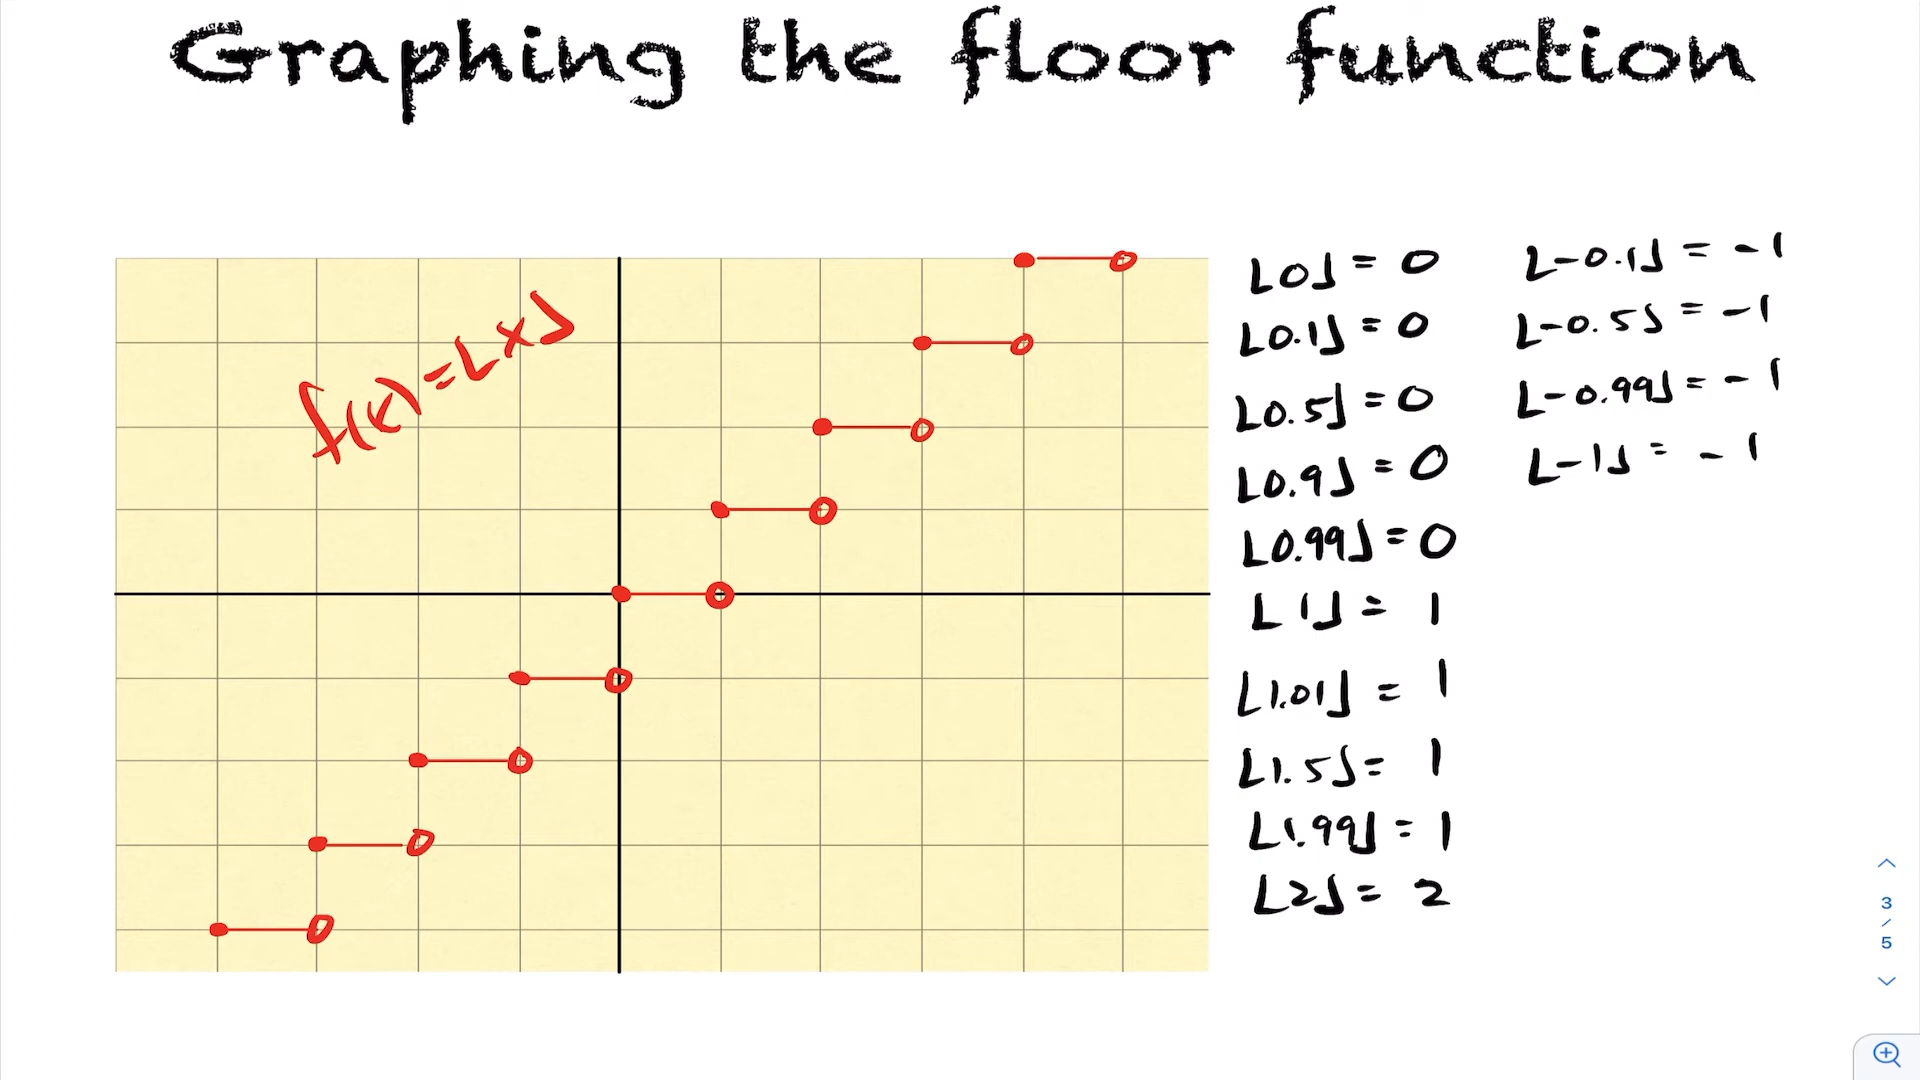 Graphing the floor function
f(x) = ⌊x⌋
⌊0⌋ = 0
⌊0.1⌋ = 0
⌊0.5⌋ = 0
⌊0.9⌋ = 0
⌊0.99⌋ = 0
⌊1⌋ = 1
⌊1.01⌋ = 1
⌊1.5⌋ = 1
⌊1.99⌋ = 1
⌊2⌋ = 2
⌊-0.1⌋ = -1
⌊-0.5⌋ = -1
⌊-0.99⌋ = -1
⌊-1⌋ = -1
3
/
5